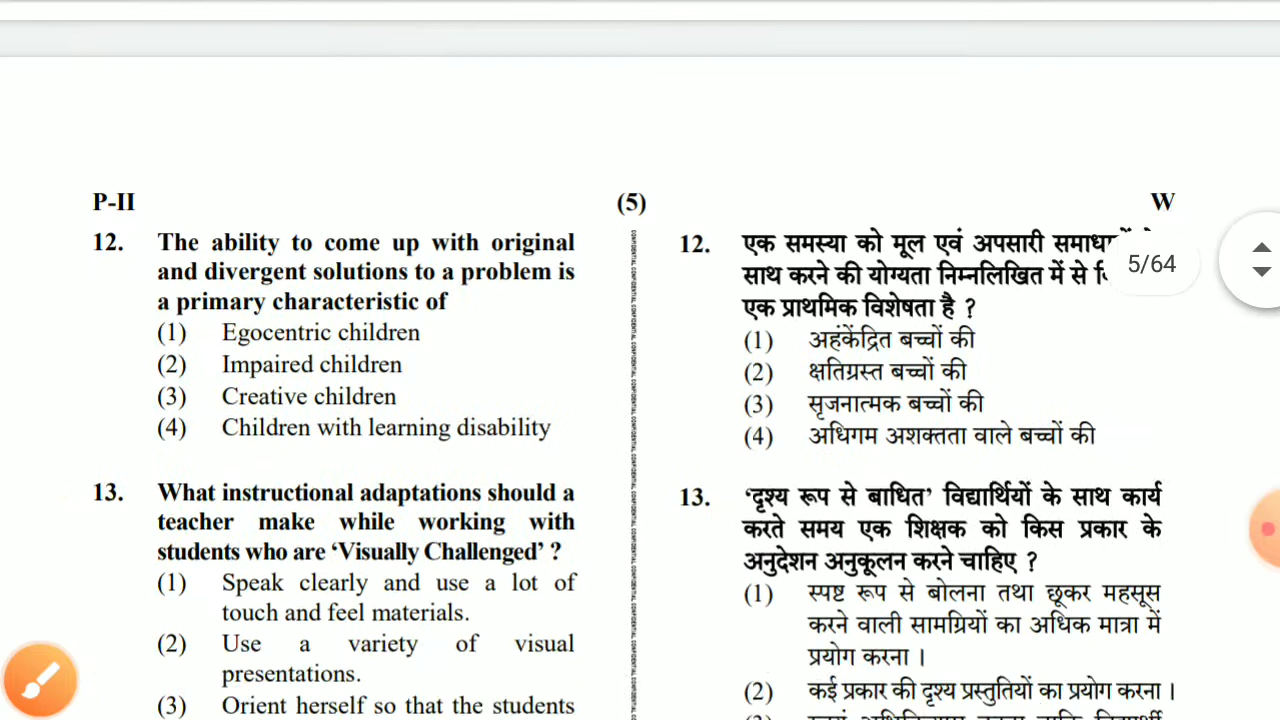 P-II
(5)
W
12. The ability to come up with original
and divergent solutions to a problem is
a primary characteristic of
(1) Egocentric children
(2) Impaired children
(3) Creative children
(4) Children with learning disability
13. What instructional adaptations should a
teacher make while working with
students who are ‘Visually Challenged’ ?
(1) Speak clearly and use a lot of
touch and feel materials.
(2) Use a variety of visual
presentations.
(3) Orient herself so that the students
12. एक समस्या को मूल एवं अपसारी
साथ करने की योग्यता निम्नलिखित में से
एक प्राथमिक विशेषता है ?
(1) अहंकेंद्रित बच्चों की
(2) क्षतिग्रस्त बच्चों की
(3) सृजनात्मक बच्चों की
(4) अधिगम अशक्तता वाले बच्चों की
13. ‘दृश्य रूप से बाधित’ विद्यार्थियों के साथ कार्य
करते समय एक शिक्षक को किस प्रकार के
अनुदेशन अनुकूलन करने चाहिए ?
(1) स्पष्ट रूप से बोलना तथा छूकर महसूस
करने वाली सामग्रियों का अधिक मात्रा में
प्रयोग करना ।
(2) कई प्रकार की दृश्य प्रस्तुतियों का प्रयोग करना ।
5/64